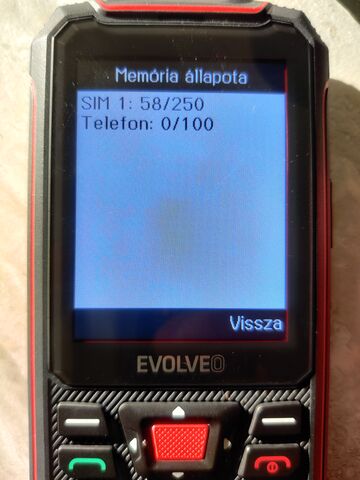 Memória állapota
SIM 1: 58/250
Telefon: 0/100
Vissza
EVOLVEO